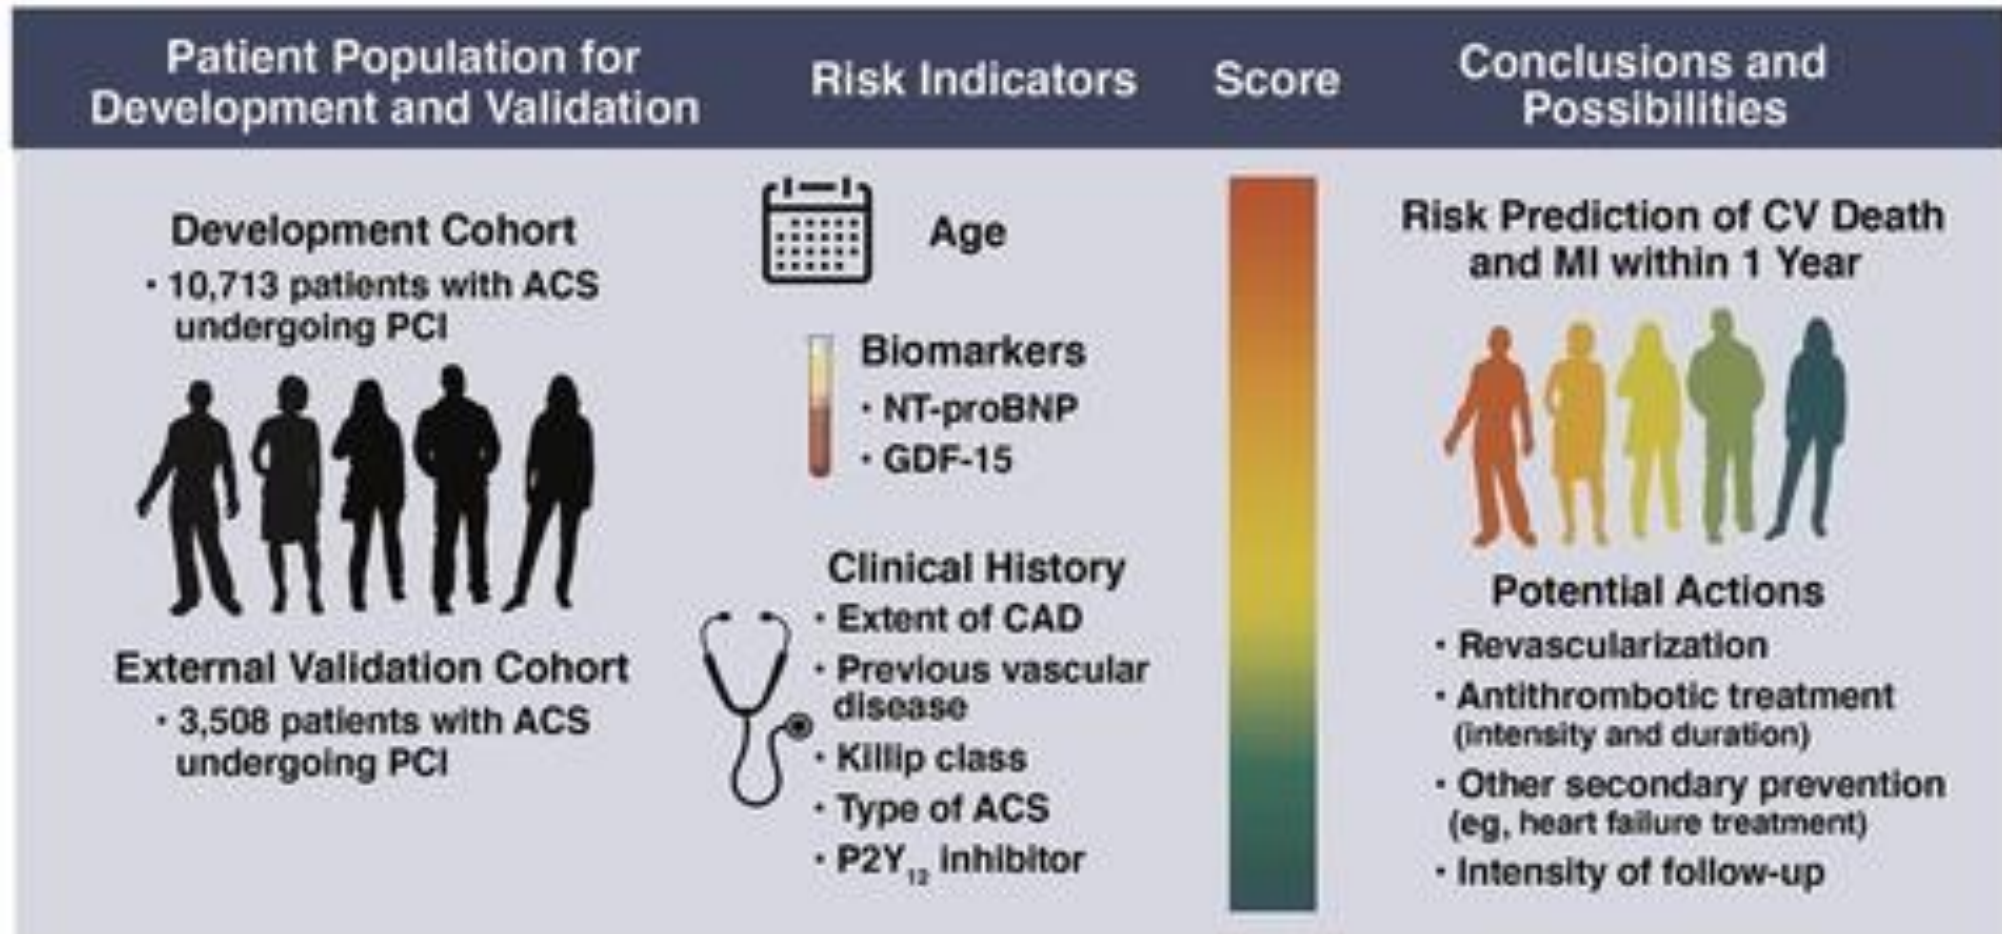 Patient Population for
Development and Validation
Risk Indicators
Score
Conclusions and
Possibilities
Development Cohort
· 10,713 patients with ACS
undergoing PCI
External Validation Cohort
· 3,508 patients with ACS
undergoing PCI
Age
Biomarkers
· NT-proBNP
· GDF-15
Clinical History
· Extent of CAD
· Previous vascular
disease
· Killip class
· Type of ACS
· P2Y₁₂ inhibitor
Risk Prediction of CV Death
and MI within 1 Year
Potential Actions
· Revascularization
· Antithrombotic treatment
(intensity and duration)
· Other secondary prevention
(eg, heart failure treatment)
· Intensity of follow-up